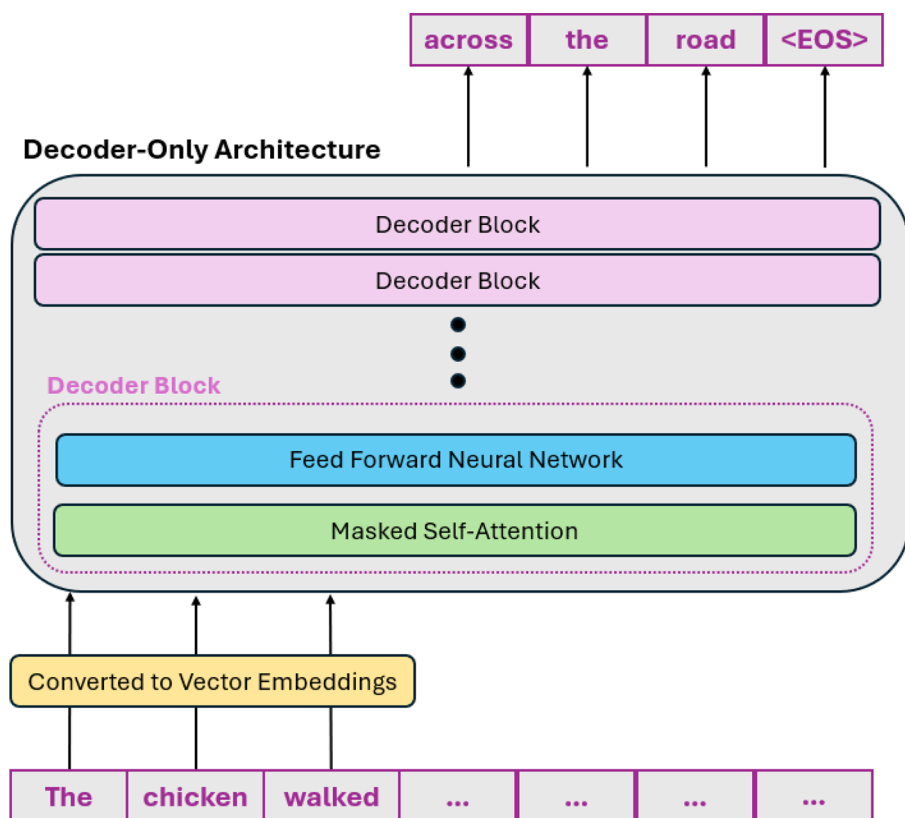 across the road <EOS>
Decoder-Only Architecture
Decoder Block
Decoder Block
Decoder Block
Feed Forward Neural Network
Masked Self-Attention
Converted to Vector Embeddings
The chicken walked ... ... ... ...